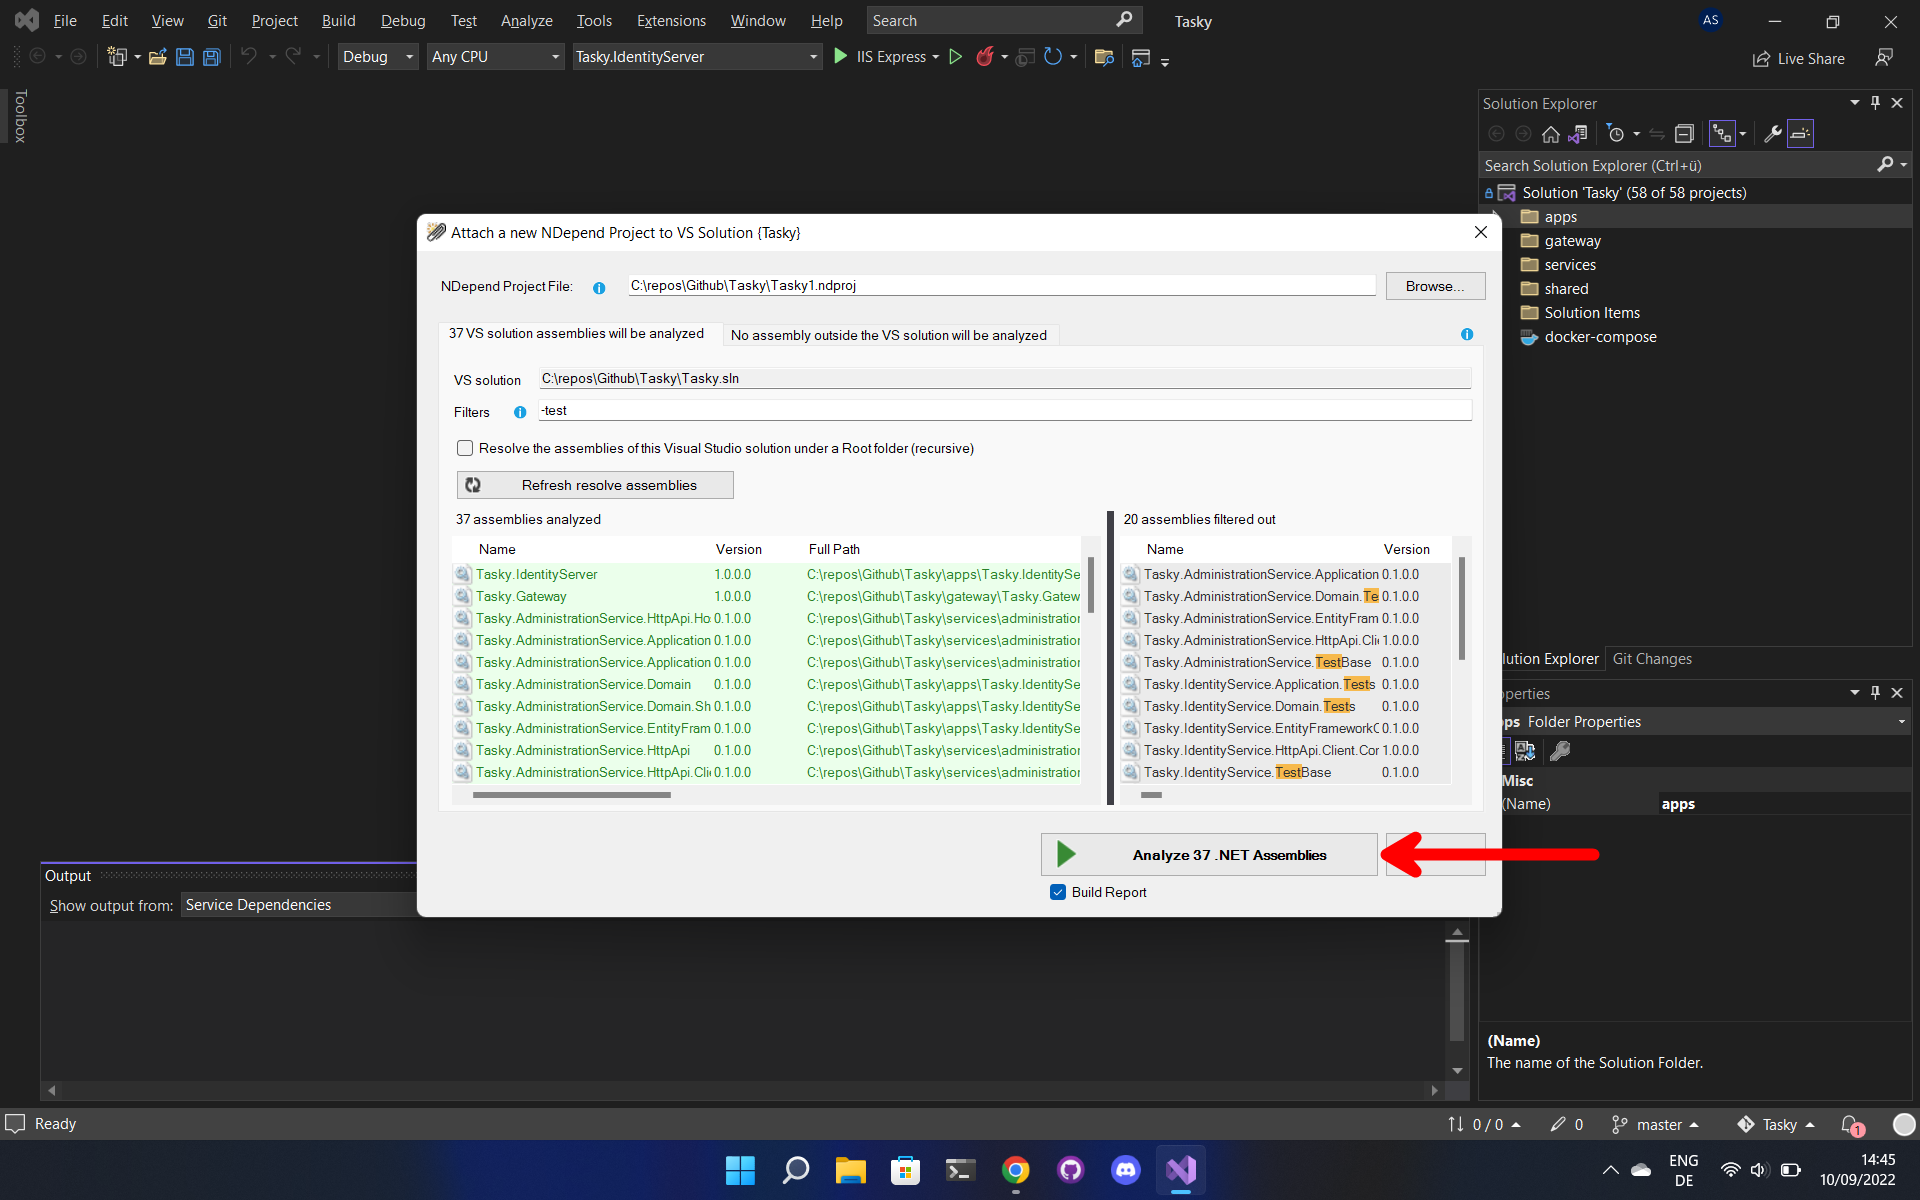 File Edit View Git Project Build Debug Test Analyze Tools Extensions Window Help Search Tasky AS
Debug Any CPU Tasky.IdentityServer IIS Express Live Share
Toolbox
Solution Explorer
Search Solution Explorer (Ctrl+ü)
Solution 'Tasky' (58 of 58 projects)
apps
gateway
services
shared
Solution Items
docker-compose
Attach a new NDepend Project to VS Solution {Tasky}
NDepend Project File: C:\repos\Github\Tasky\Tasky1.ndproj Browse...
37 VS solution assemblies will be analyzed No assembly outside the VS solution will be analyzed
VS solution C:\repos\Github\Tasky\Tasky.sln
Filters -test
Resolve the assemblies of this Visual Studio solution under a Root folder (recursive)
Refresh resolve assemblies
37 assemblies analyzed
Name Version Full Path
Tasky.IdentityServer 1.0.0.0 C:\repos\Github\Tasky\apps\Tasky.IdentitySe
Tasky.Gateway 1.0.0.0 C:\repos\Github\Tasky\gateway\Tasky.Gatew
Tasky.AdministrationService.HttpApi.Ho 0.1.0.0 C:\repos\Github\Tasky\services\administration
Tasky.AdministrationService.Application 0.1.0.0 C:\repos\Github\Tasky\services\administration
Tasky.AdministrationService.Application 0.1.0.0 C:\repos\Github\Tasky\services\administration
Tasky.AdministrationService.Domain 0.1.0.0 C:\repos\Github\Tasky\apps\Tasky.IdentitySe
Tasky.AdministrationService.Domain.Sh 0.1.0.0 C:\repos\Github\Tasky\apps\Tasky.IdentitySe
Tasky.AdministrationService.EntityFram 0.1.0.0 C:\repos\Github\Tasky\apps\Tasky.IdentitySe
Tasky.AdministrationService.HttpApi 0.1.0.0 C:\repos\Github\Tasky\services\administration
Tasky.AdministrationService.HttpApi.Cli 0.1.0.0 C:\repos\Github\Tasky\services\administration
20 assemblies filtered out
Name Version
Tasky.AdministrationService.Application 0.1.0.0
Tasky.AdministrationService.Domain.Te 0.1.0.0
Tasky.AdministrationService.EntityFram 0.1.0.0
Tasky.AdministrationService.HttpApi.Cli 1.0.0.0
Tasky.AdministrationService.TestBase 0.1.0.0
Tasky.IdentityService.Application.Tests 0.1.0.0
Tasky.IdentityService.Domain.Tests 0.1.0.0
Tasky.IdentityService.EntityFrameworkC 0.1.0.0
Tasky.IdentityService.HttpApi.Client.Con 1.0.0.0
Tasky.IdentityService.TestBase 0.1.0.0
Analyze 37 .NET Assemblies
Build Report
lution Explorer Git Changes
operties
ps Folder Properties
Misc
(Name) apps
(Name)
The name of the Solution Folder.
Output
Show output from: Service Dependencies
Ready 0 / 0 0 master Tasky 1
ENG
DE
14:45
10/09/2022